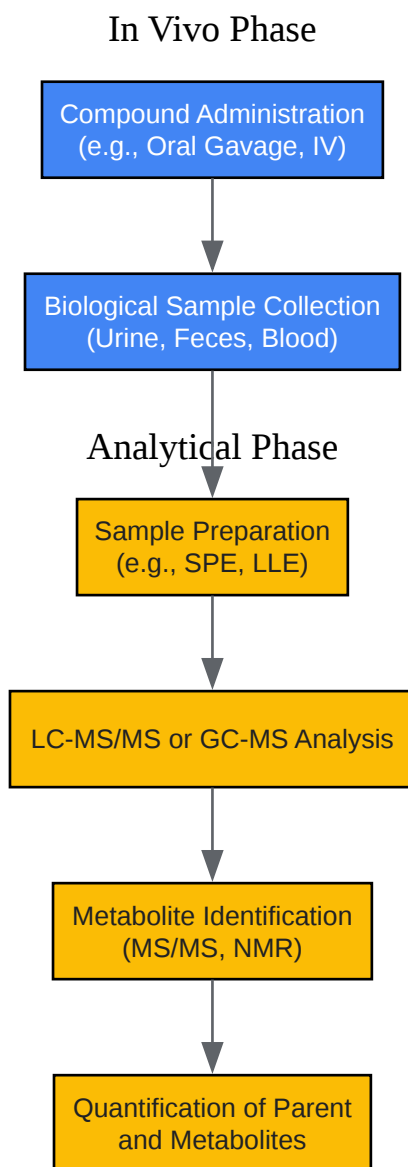 In Vivo Phase
Compound Administration
(e.g., Oral Gavage, IV)
Biological Sample Collection
(Urine, Feces, Blood)
Analytical Phase
Sample Preparation
(e.g., SPE, LLE)
LC-MS/MS or GC-MS Analysis
Metabolite Identification
(MS/MS, NMR)
Quantification of Parent
and Metabolites